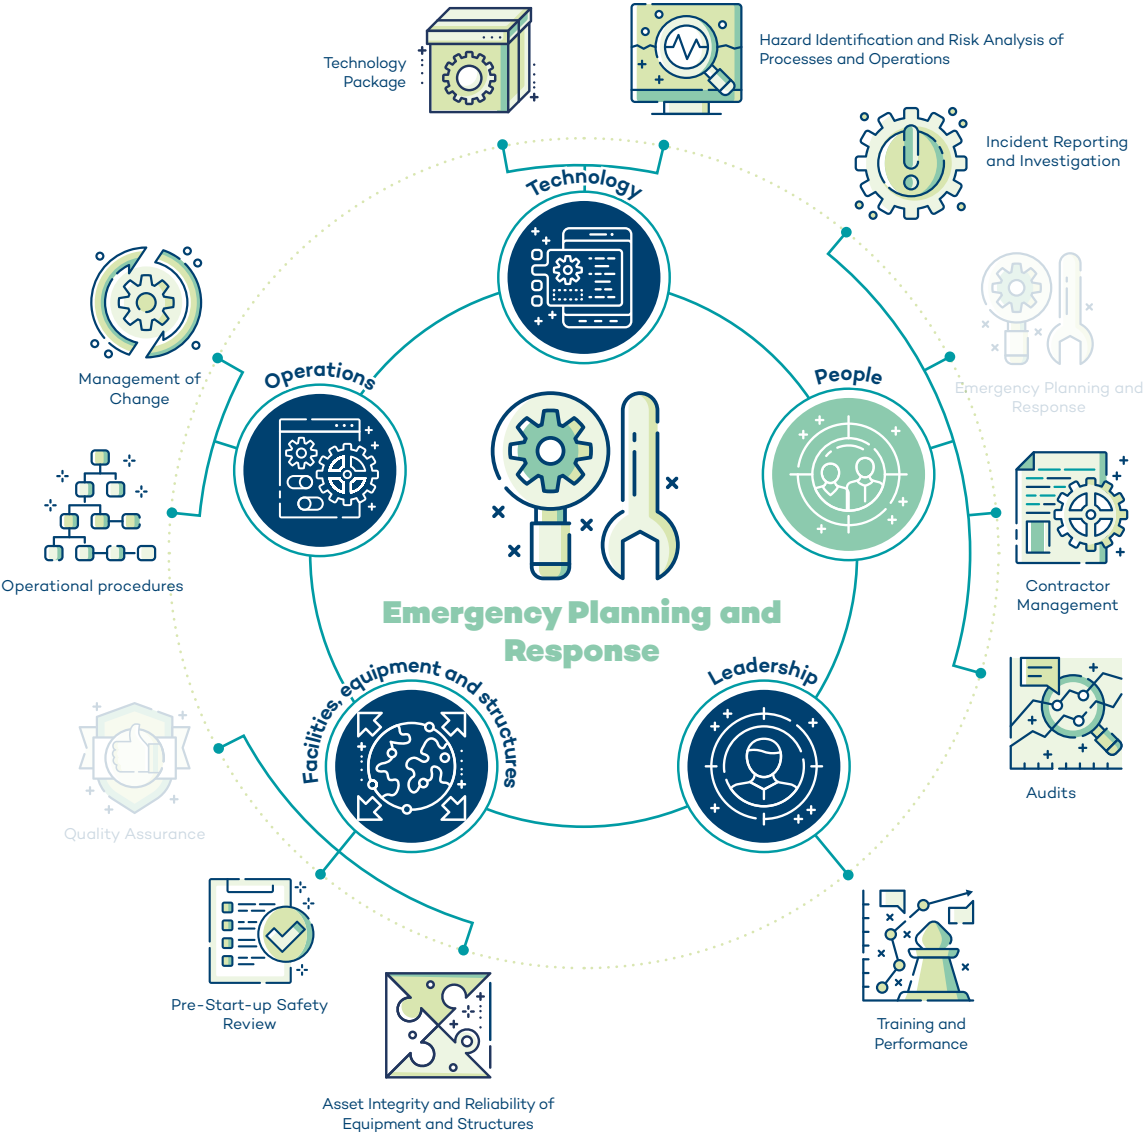 Technology
Package
Hazard Identification and Risk Analysis of
Processes and Operations
Incident Reporting
and Investigation
Technology
Management of
Change
Operations
People
Emergency Planning and
Response
Operational procedures
Contractor
Management
Emergency Planning and
Response
Facilities, equipment and structures
Leadership
Audits
Quality Assurance
Pre-Start-up Safety
Review
Training and
Performance
Asset Integrity and Reliability of
Equipment and Structures